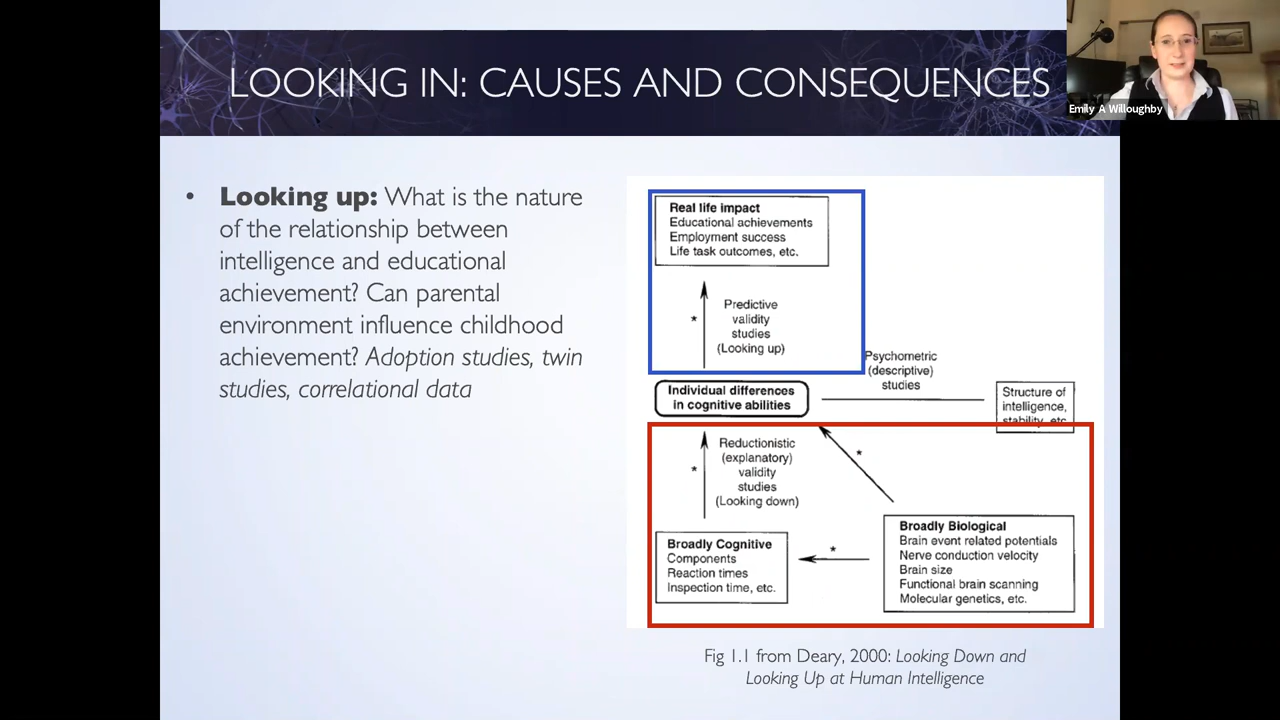 LOOKING IN: CAUSES AND CONSEQUENCES
Emily A Willoughby
• Looking up: What is the nature
of the relationship between
intelligence and educational
achievement? Can parental
environment influence childhood
achievement? Adoption studies, twin
studies, correlational data
Real life impact
Educational achievements
Employment success
Life task outcomes, etc.
*
Predictive
validity
studies
(Looking up)
Psychometric
(descriptive)
studies
Individual differences
in cognitive abilities
Structure of
intelligence,
stability, etc
*
Reductionistic
(explanatory)
validity
studies
(Looking down)
*
Broadly Cognitive
Components
Reaction times
Inspection time, etc.
*
Broadly Biological
Brain event related potentials
Nerve conduction velocity
Brain size
Functional brain scanning
Molecular genetics, etc.
Fig 1.1 from Deary, 2000: Looking Down and
Looking Up at Human Intelligence